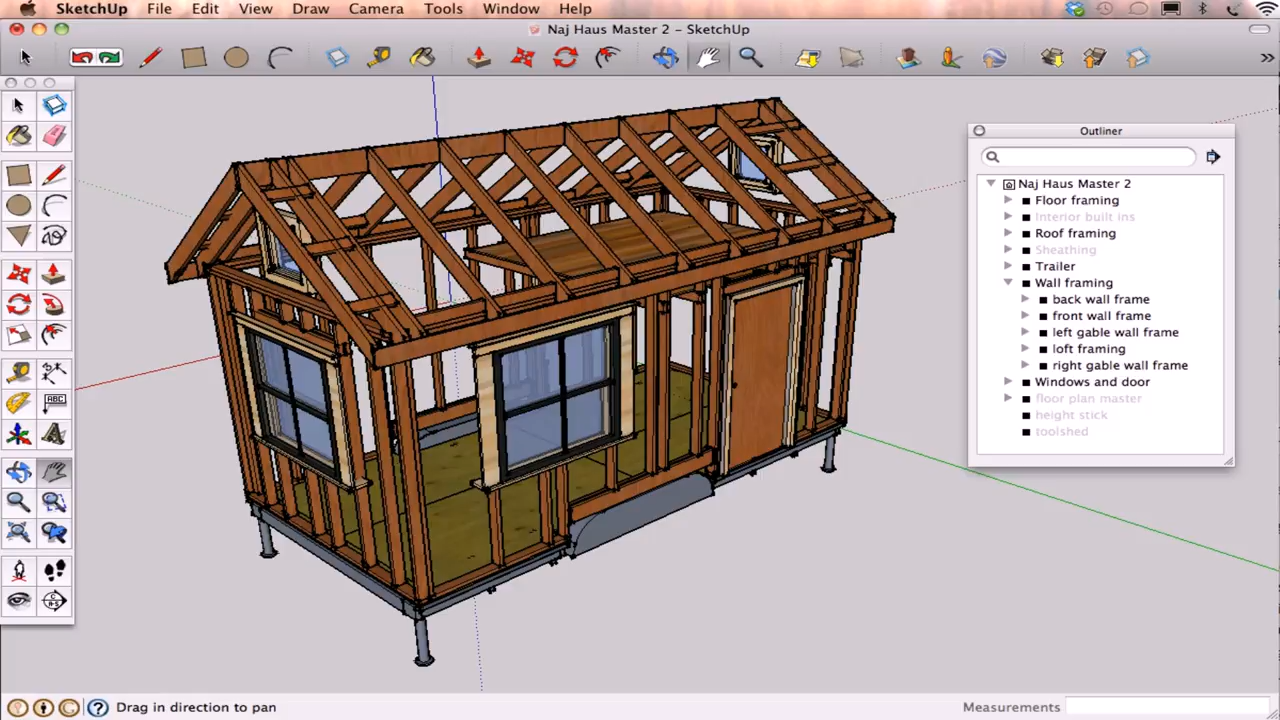 SketchUp File Edit View Draw Camera Tools Window Help
Naj Haus Master 2 - SketchUp
Outliner
Naj Haus Master 2
Floor framing
Interior built ins
Roof framing
Sheathing
Trailer
Wall framing
back wall frame
front wall frame
left gable wall frame
loft framing
right gable wall frame
Windows and door
floor plan master
height stick
toolshed
ABC
Drag in direction to pan
Measurements